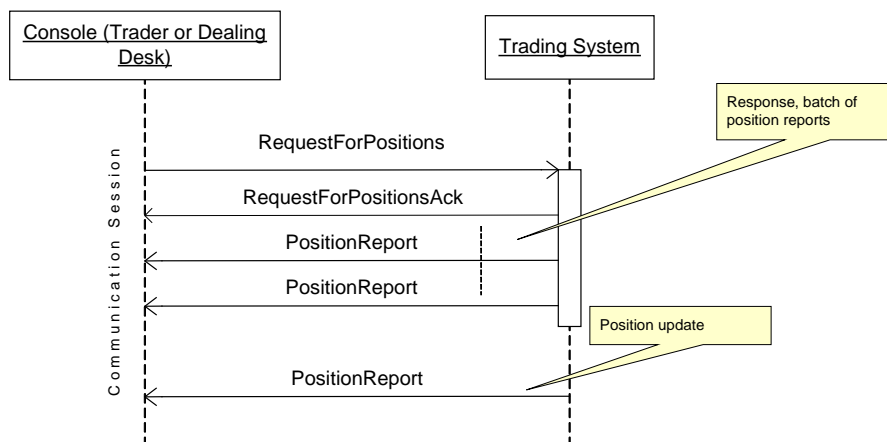 Console (Trader or Dealing
Desk)
Trading System
Response, batch of
position reports
RequestForPositions
RequestForPositionsAck
PositionReport
PositionReport
Position update
PositionReport
Communication Session